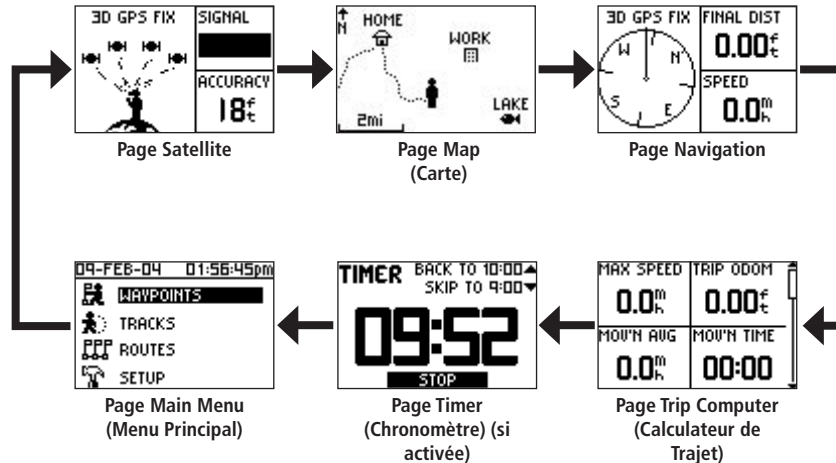 3D GPS FIX
SIGNAL
ACCURACY
18ft
Page Satellite
N
HOME
WORK
LAKE
2mi
Page Map
(Carte)
3D GPS FIX
W
N
S
E
FINAL DIST
0.00ft
SPEED
0.0mh
Page Navigation
09-FEB-04 01:56:45pm
WAYPOINTS
TRACKS
ROUTES
SETUP
Page Main Menu
(Menu Principal)
TIMER
BACK TO 10:00▲
SKIP TO 9:00▼
09:52
STOP
Page Timer
(Chronomètre) (si
activée)
MAX SPEED
0.0mh
TRIP ODOM
0.00ft
MOV'N AVG
0.0mh
MOV'N TIME
00:00
Page Trip Computer
(Calculateur de
Trajet)